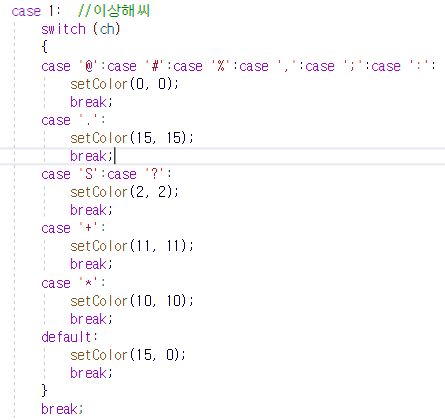 case 1:  //이상해씨
    switch (ch)
    {
    case '@':case '#':case '%':case ',':case ';':case ':':
        setColor(0, 0);
        break;
    case '.':
        setColor(15, 15);
        break;
    case 'S':case '?':
        setColor(2, 2);
        break;
    case '+':
        setColor(11, 11);
        break;
    case '*':
        setColor(10, 10);
        break;
    default:
        setColor(15, 0);
        break;
    }
    break;